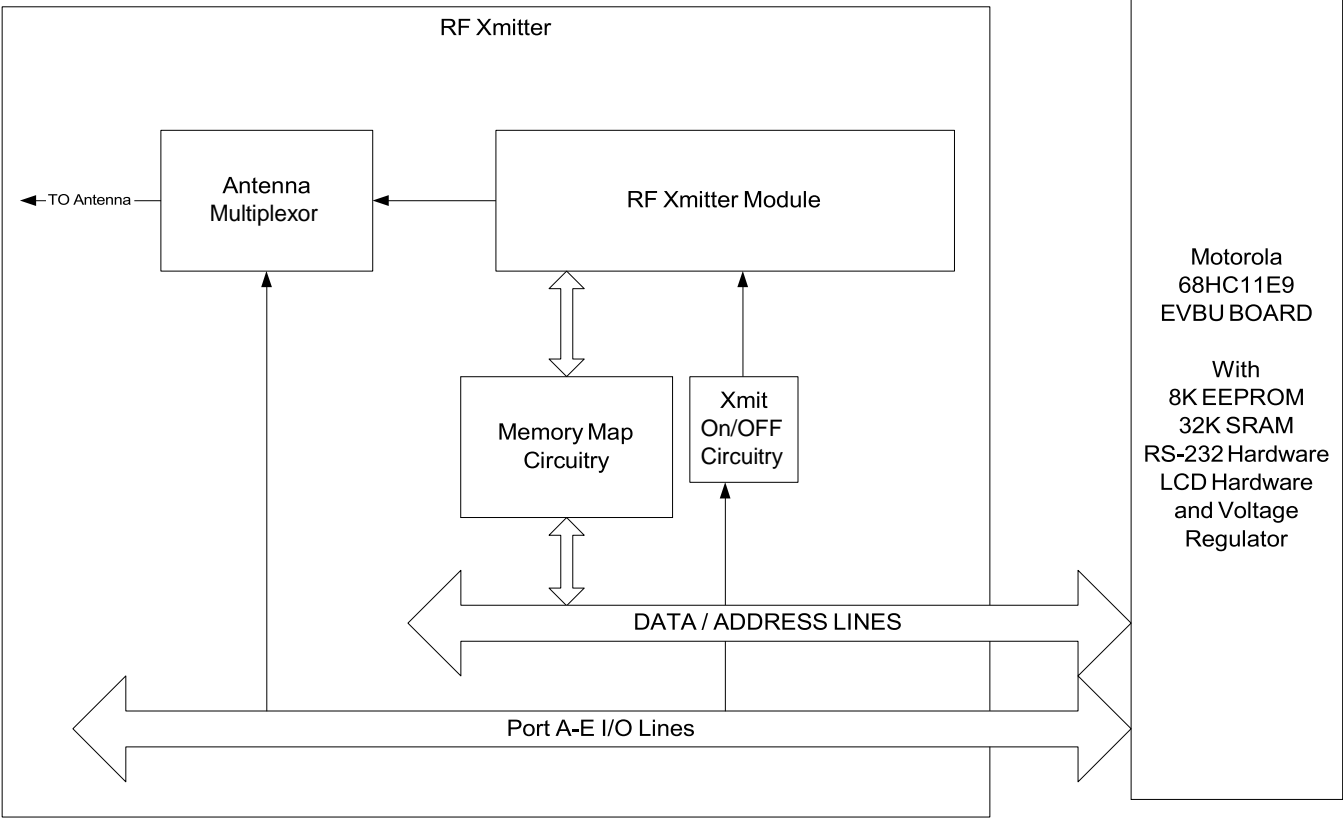 RF Xmitter
TO Antenna
Antenna
Multiplexor
RF Xmitter Module
Memory Map
Circuitry
Xmit
On/OFF
Circuitry
DATA / ADDRESS LINES
Port A-E I/O Lines
Motorola
68HC11E9
EVBU BOARD
With
8K EEPROM
32K SRAM
RS-232 Hardware
LCD Hardware
and Voltage
Regulator